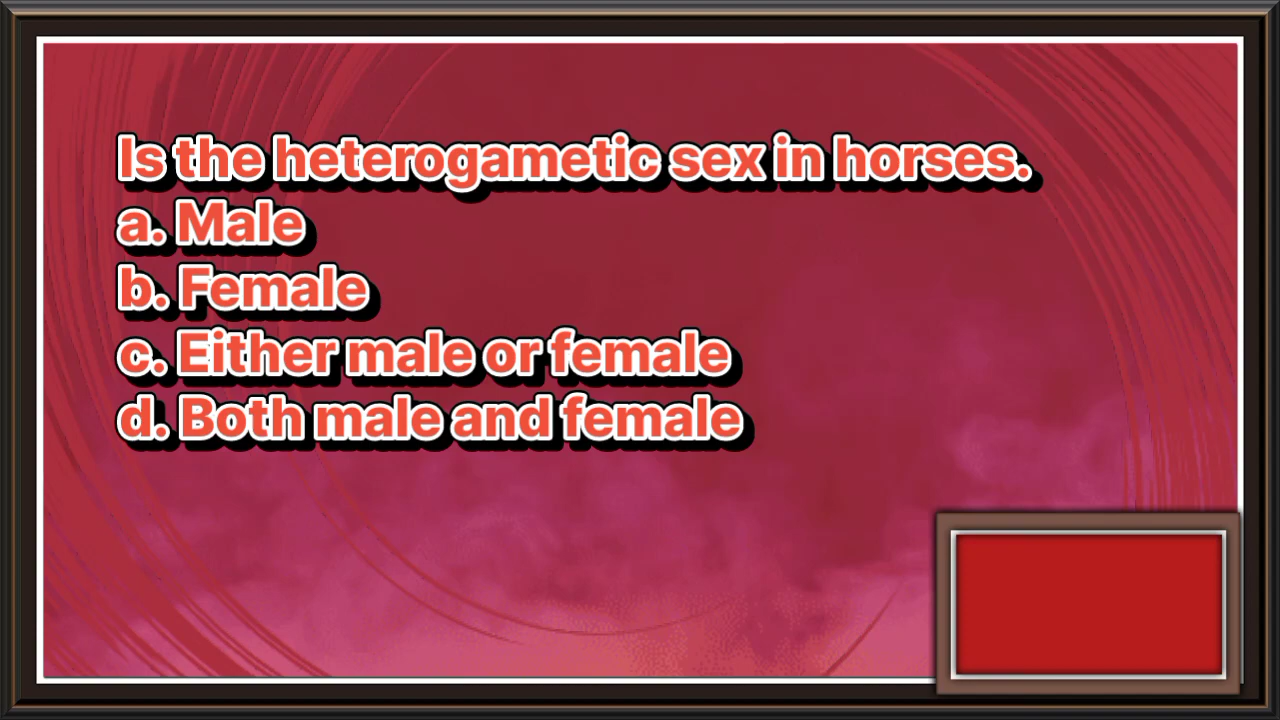 Is the heterogametic sex in horses.
a. Male
b. Female
c. Either male or female
d. Both male and female